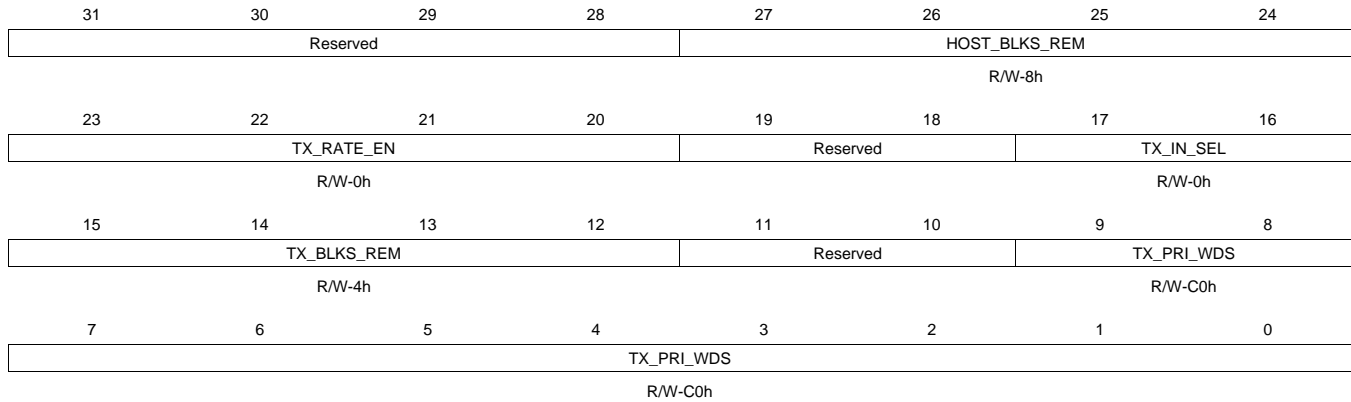 31 30 29 28 27 26 25 24
Reserved HOST_BLKS_REM
R/W-8h
23 22 21 20 19 18 17 16
TX_RATE_EN Reserved TX_IN_SEL
R/W-0h R/W-0h
15 14 13 12 11 10 9 8
TX_BLKS_REM Reserved TX_PRI_WDS
R/W-4h R/W-C0h
7 6 5 4 3 2 1 0
TX_PRI_WDS
R/W-C0h